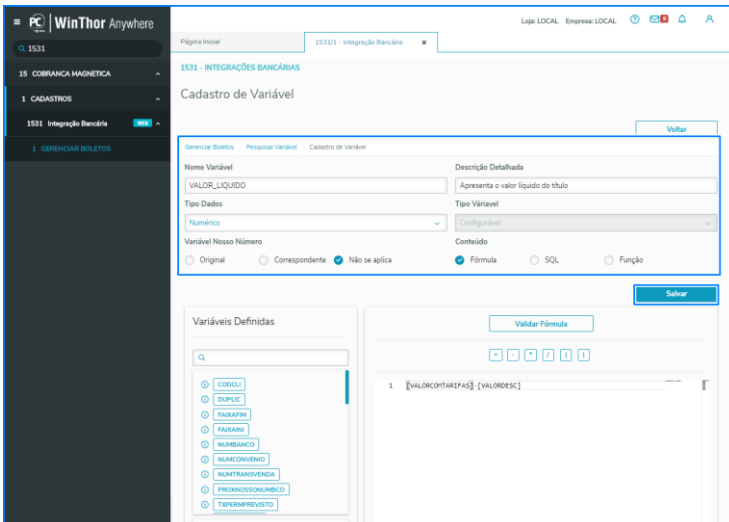 PC WinThor Anywhere
Loja: LOCAL Empresa: LOCAL
1531
Página Inicial
1531/1 - Integração Bancária
15 COBRANCA MAGNETICA
1531 - INTEGRAÇÕES BANCÁRIAS
1 CADASTROS
Cadastro de Variável
1531 Integração Bancária WEB
Voltar
1 GERENCIAR BOLETOS
Gerenciar Boletos Pesquisar Variável Cadastro de Variável
Nome Variável Descrição Detalhada
VALOR_LIQUIDO Apresenta o valor líquido do título
Tipo Dados Tipo Váriavel
Numérico Configurável
Variável Nosso Número Conteúdo
Original Correspondente Não se aplica Fórmula SQL Função
Salvar
Variáveis Definidas
Validar Fórmula
+ - * / ( )
1 [VALORCOMTARIFAS]-[VALORDESC]
CODCLI
DUPLIC
FAIXAFIM
FAIXAINI
NUMBANCO
NUMCONVENIO
NUMTRANSVENDA
PROXNOSSONUMBCO
TXPERMPREVISTO